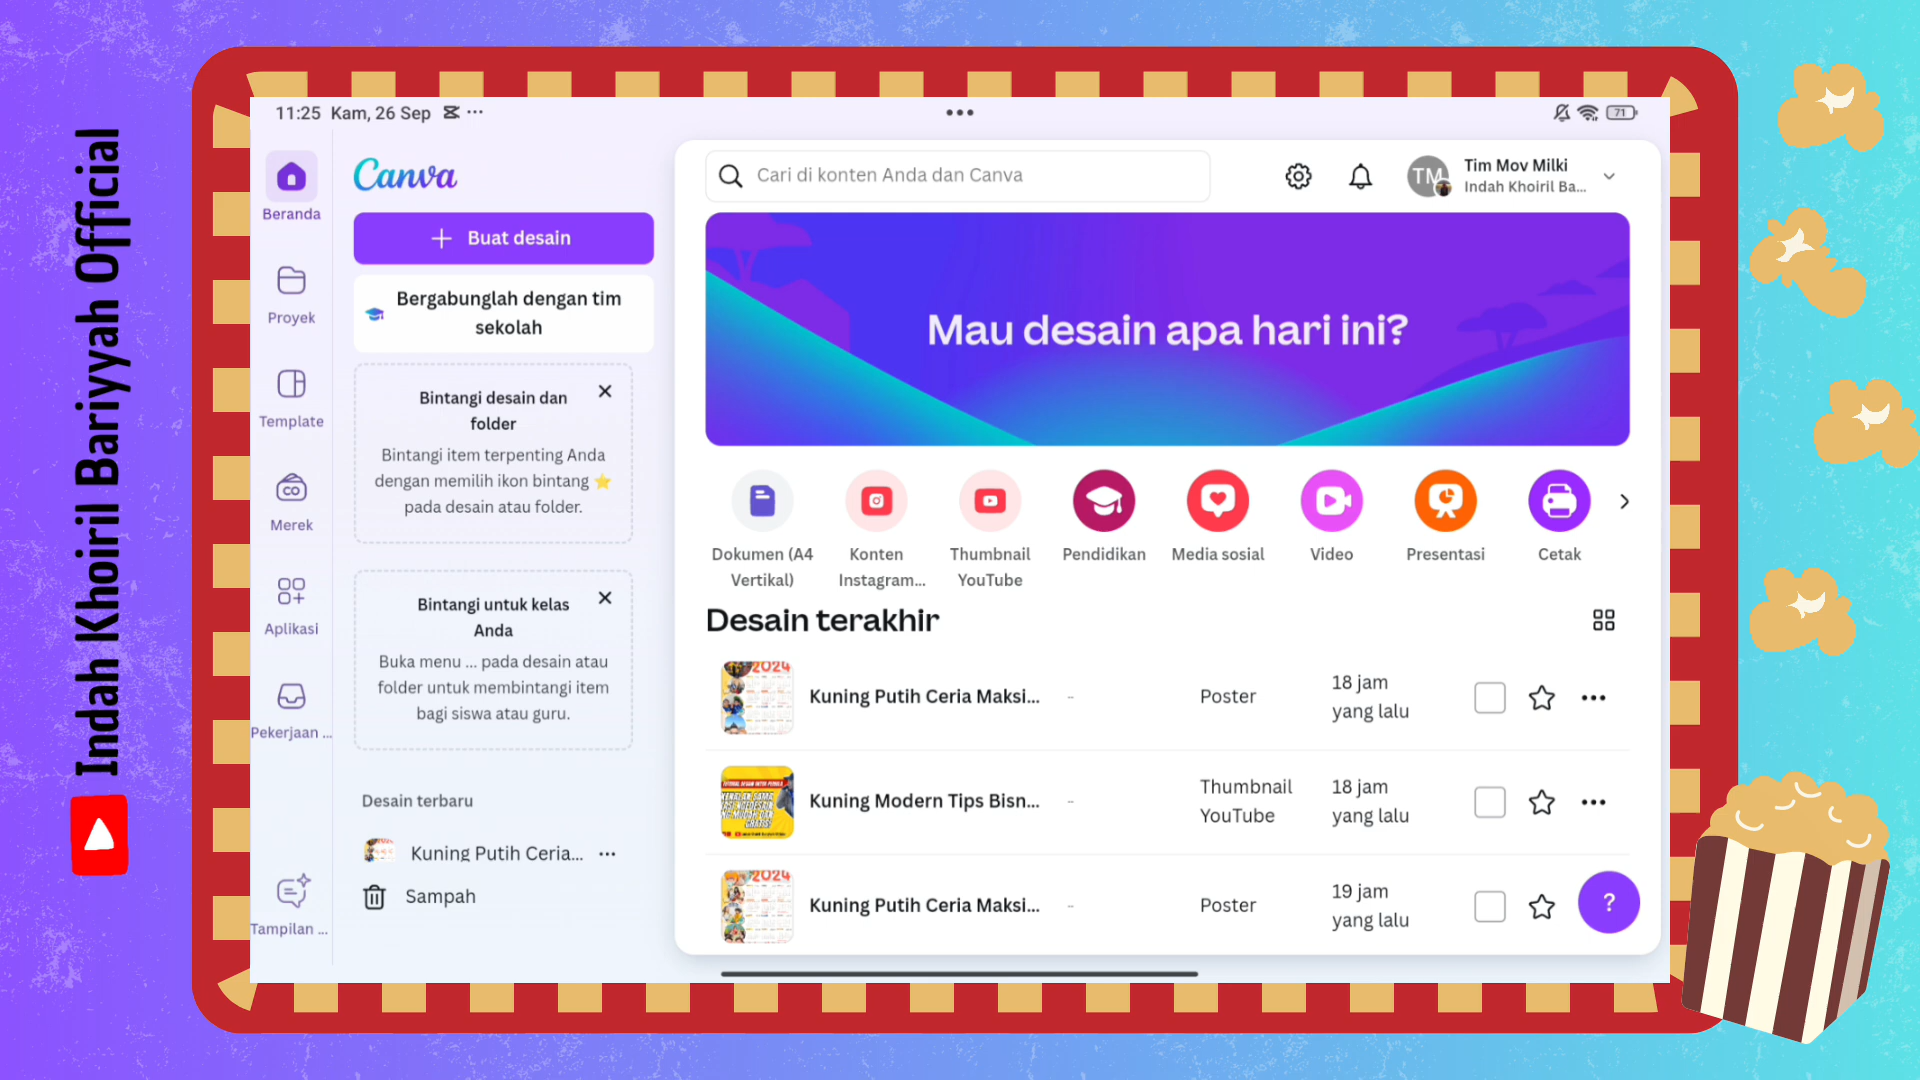 Indah Khoiril Bariyyah Official
11:25 Kam, 26 Sep
71
Beranda
Proyek
Template
CO
Merek
Aplikasi
Pekerjaan ...
Tampilan ...
Canva
Buat desain
Bergabunglah dengan tim
sekolah
Bintangi desain dan
folder
Bintangi item terpenting Anda
dengan memilih ikon bintang ⭐
pada desain atau folder.
Bintangi untuk kelas
Anda
Buka menu ... pada desain atau
folder untuk membintangi item
bagi siswa atau guru.
Desain terbaru
Kuning Putih Ceria...
Sampah
Cari di konten Anda dan Canva
TM
Tim Mov Milki
Indah Khoiril Ba...
Mau desain apa hari ini?
Dokumen (A4
Vertikal)
Konten
Instagram...
Thumbnail
YouTube
Pendidikan
Media sosial
Video
Presentasi
Cetak
Desain terakhir
2024
Kuning Putih Ceria Maksi...
-
Poster
18 jam
yang lalu
Kuning Modern Tips Bisn...
-
Thumbnail
YouTube
18 jam
yang lalu
2024
Kuning Putih Ceria Maksi...
-
Poster
19 jam
yang lalu
?